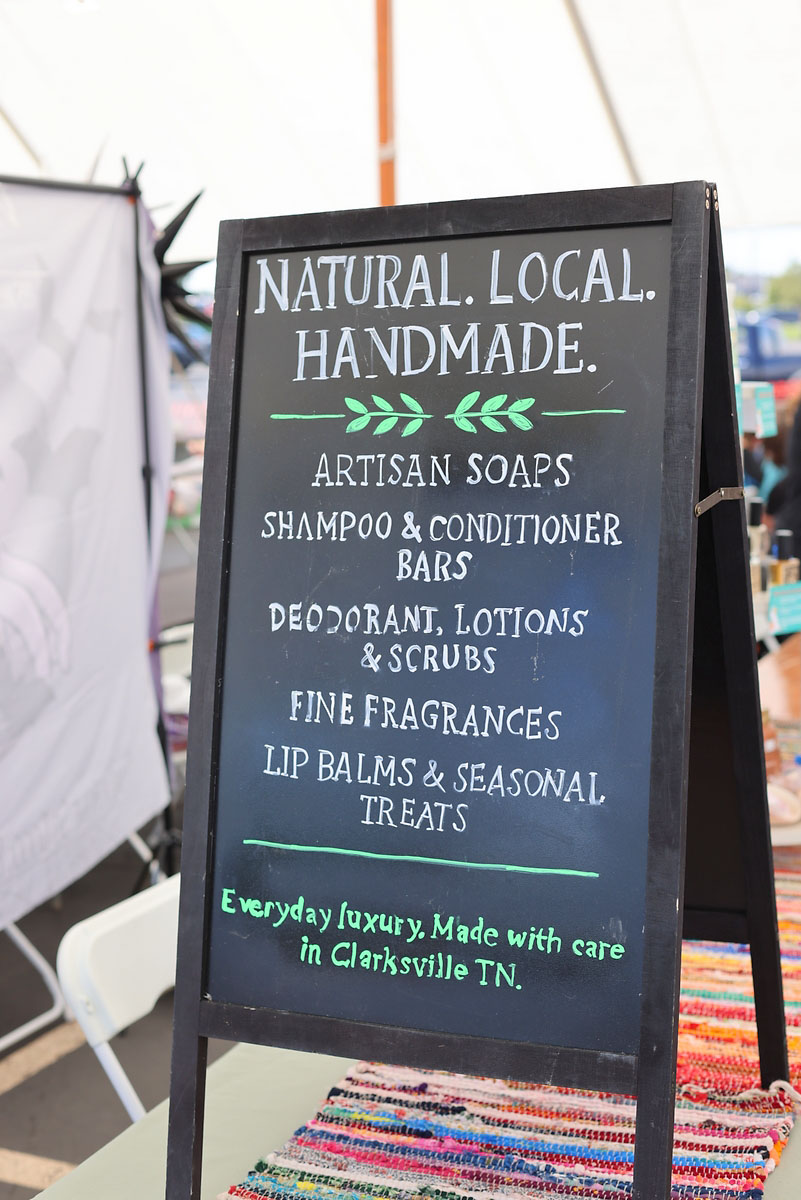 NATURAL. LOCAL.
HANDMADE.
ARTISAN SOAPS
SHAMPOO & CONDITIONER
BARS
DEODORANT, LOTIONS
& SCRUBS
FINE FRAGRANCES
LIP BALMS & SEASONAL
TREATS
Everyday luxury. Made with care
in Clarksville TN.